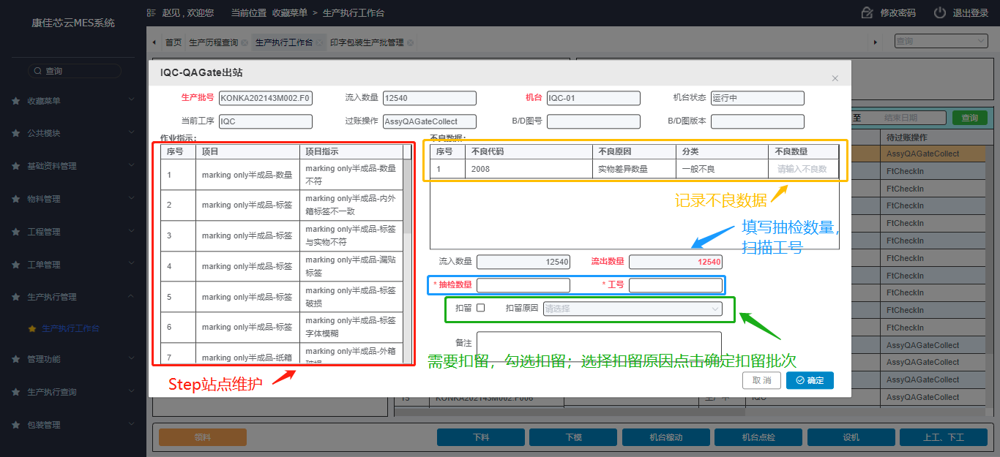 康佳芯云MES系统
赵见 , 欢迎您 当前位置 收藏菜单 > 生产执行工作台 修改密码 退出登录
首页 生产历程查询 生产执行工作台 印字包装生产批管理 查询
查询
收藏菜单
公共模块
基础资料管理
物料管理
工程管理
工单管理
生产执行管理
生产执行工作台
管理功能
生产执行查询
包装管理
IQC-QAGate出站
生产批号 KONKA202143M002.F0 流入数量 12540 机台 IQC-01 机台状态 运行中
当前工序 IQC 过账操作 AssyQAGateCollect B/D图号 B/D图版本
作业指示:
序号 项目 项目指示
1 marking only半成品-数量 marking only半成品-数量
不符
2 marking only半成品-标签 marking only半成品-内外
箱标签不一致
3 marking only半成品-标签 marking only半成品-标签
与实物不符
4 marking only半成品-标签 marking only半成品-漏贴
标签
5 marking only半成品-标签 marking only半成品-标签
破损
6 marking only半成品-标签 marking only半成品-标签
字体模糊
7 marking only半成品-纸箱 marking only半成品-外箱
破损
Step站点维护
不良数据:
序号 不良代码 不良原因 分类 不良数量
1 2008 实物差异数量 一般不良 请输入不良数
记录不良数据
填写抽检数量,
扫描工号
流入数量 12540 流出数量 12540
* 抽检数量 * 工号
扣留 扣留原因 请选择
备注
需要扣留，勾选扣留；选择扣留原因点击确定扣留批次
取 消 确定
至 结束日期 查询
待过账操作
AssyQAGateCollect
FtCheckIn
FtCheckIn
FtCheckIn
FtCheckIn
FtCheckIn
FtCheckIn
FtCheckIn
FtCheckIn
FtCheckIn
FtCheckIn
AssyQAGateCollect
AssyQAGateCollect
AssyQAGateCollect
15 KONKA202143M002.F008 生产中 IQC AssyQAGateCollect
领料 下料 下模 机台稼动 机台点检 设机 上工、下工